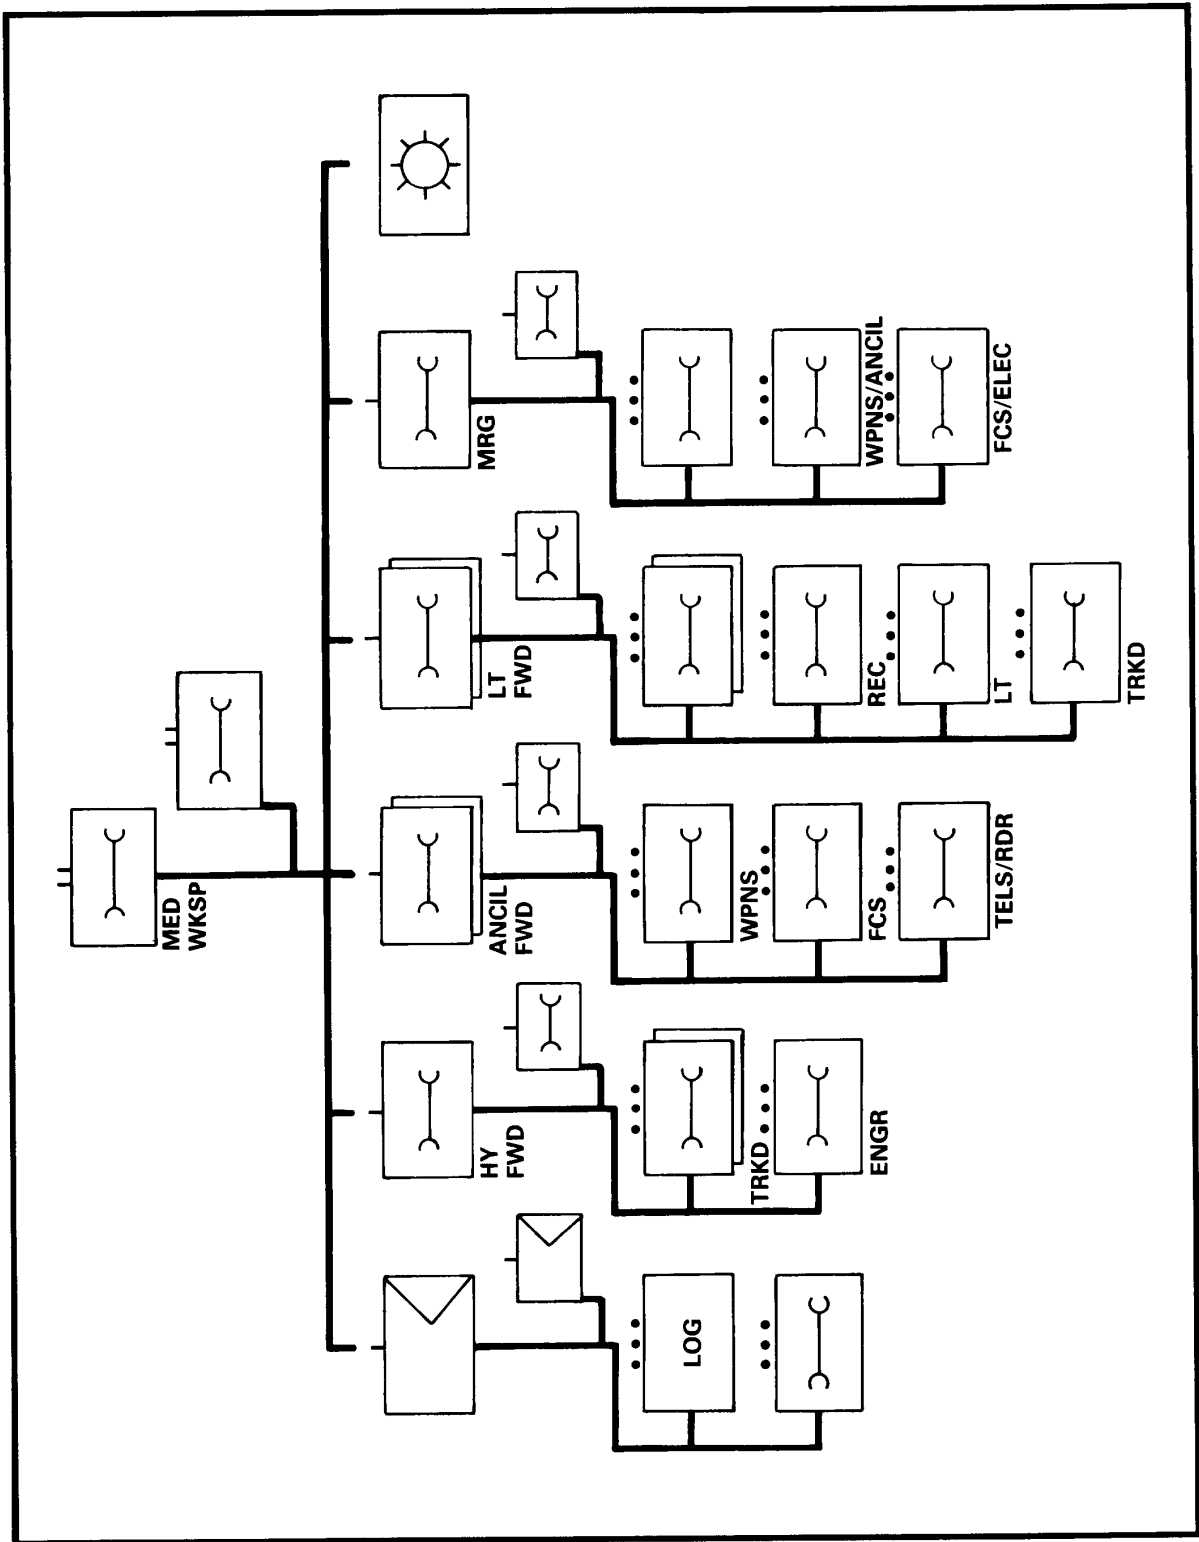 MED
WKSP
HY
FWD
ANCIL
FWD
LT
FWD
MRG
LOG
TRKD
ENGR
WPNS
FCS
TELS/RDR
REC
LT
TRKD
WPNS/ANCIL
FCS/ELEC